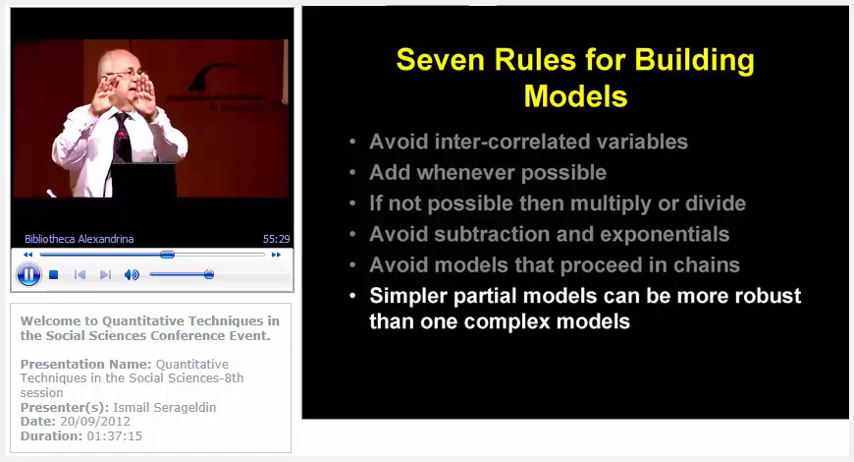 Seven Rules for Building
Models
• Avoid inter-correlated variables
• Add whenever possible
• If not possible then multiply or divide
• Avoid subtraction and exponentials
• Avoid models that proceed in chains
• Simpler partial models can be more robust
than one complex models
Bibliotheca Alexandrina 55:29
Welcome to Quantitative Techniques in
the Social Sciences Conference Event.
Presentation Name: Quantitative
Techniques in the Social Sciences-8th
session
Presenter(s): Ismail Serageldin
Date: 20/09/2012
Duration: 01:37:15